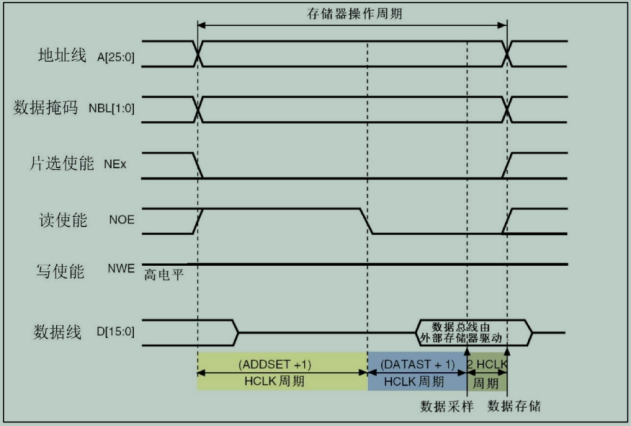 存储器操作周期
地址线 A[25:0]
数据掩码 NBL[1:0]
片选使能 NEx
读使能 NOE
写使能 NWE 高电平
数据线 D[15:0]
数据总线由
外部存储器驱动
(ADDSET +1) (DATAST + 1) 2 HCLK
HCLK 周期 HCLK 周期 周期
数据采样 数据存储